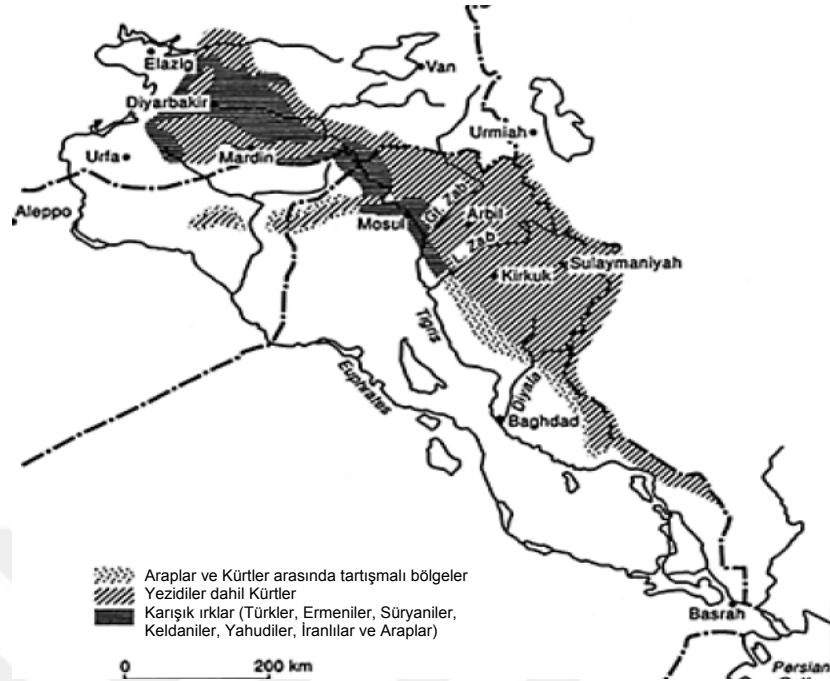 Elazig
Van
Diyarbakir
Urmiah
Urfa
Mardin
Aleppo
Gl. Zab
Arbil
Mosul
L. Zab
Sulaymaniyah
Kirkuk
Tigris
Euphrates
Diyala
Baghdad
Araplar ve Kürtler arasında tartışmalı bölgeler
Yezidiler dahil Kürtler
Karışık ırklar (Türkler, Ermeniler, Süryaniler,
Keldaniler, Yahudiler, İranlılar ve Araplar)
Basrah
0 200 km
Persian